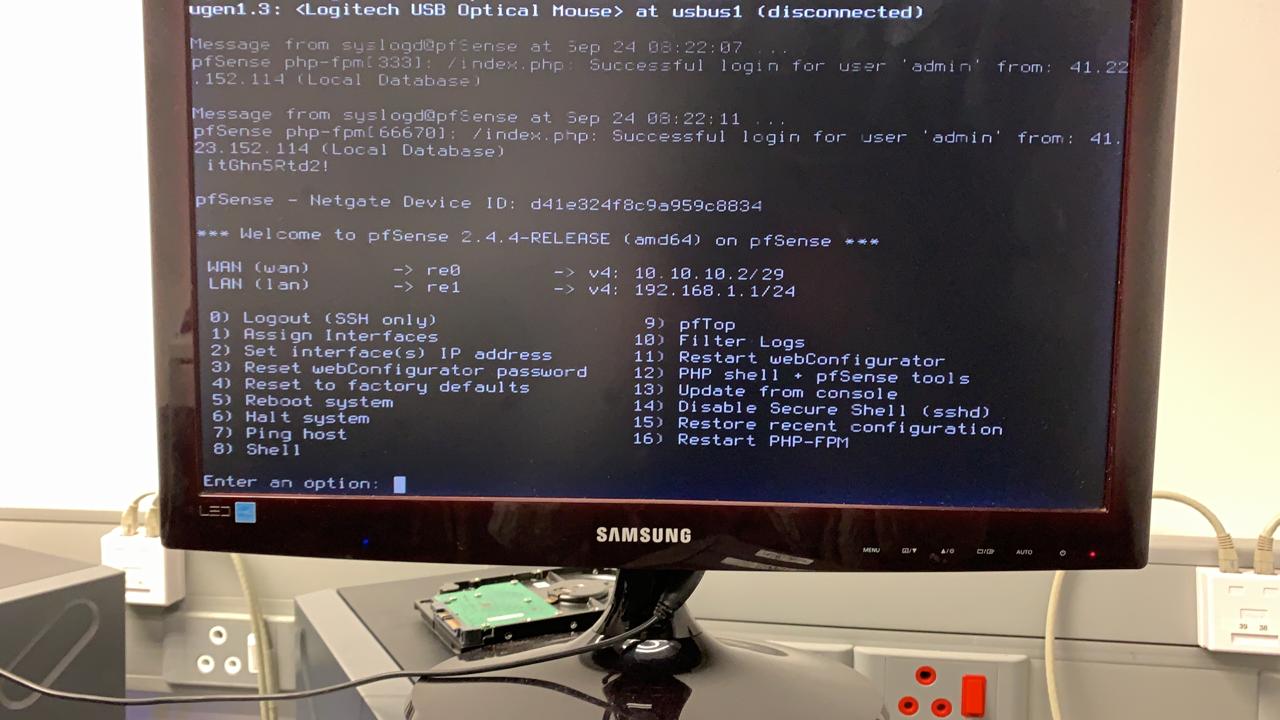 ugen1.3: <Logitech USB Optical Mouse> at usbus1 (disconnected)
Message from syslogd@pfSense at Sep 24 08:22:07 ...
pfSense php-fpm[333]: /index.php: Successful login for user 'admin' from: 41.22
.152.114 (Local Database)
Message from syslogd@pfSense at Sep 24 08:22:11 ...
pfSense php-fpm[66670]: /index.php: Successful login for user 'admin' from: 41.
23.152.114 (Local Database)
itGhn5Rtd2!
pfSense - Netgate Device ID: d41e324f8c9a959c8834
*** Welcome to pfSense 2.4.4-RELEASE (amd64) on pfSense ***
WAN (wan) -> re0 -> v4: 10.10.10.2/29
LAN (lan) -> re1 -> v4: 192.168.1.1/24
0) Logout (SSH only)
1) Assign Interfaces
2) Set interface(s) IP address
3) Reset webConfigurator password
4) Reset to factory defaults
5) Reboot system
6) Halt system
7) Ping host
8) Shell
9) pfTop
10) Filter Logs
11) Restart webConfigurator
12) PHP shell + pfSense tools
13) Update from console
14) Disable Secure Shell (sshd)
15) Restore recent configuration
16) Restart PHP-FPM
Enter an option:
LED
SAMSUNG
MENU
AUTO
39 38